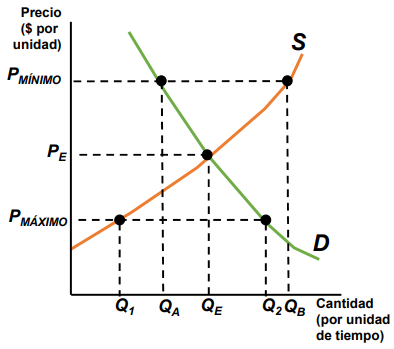 Precio
($ por
unidad)
S
PMÍNIMO
PE
PMÁXIMO
D
Q1 QA QE Q2 QB
Cantidad
(por unidad
de tiempo)